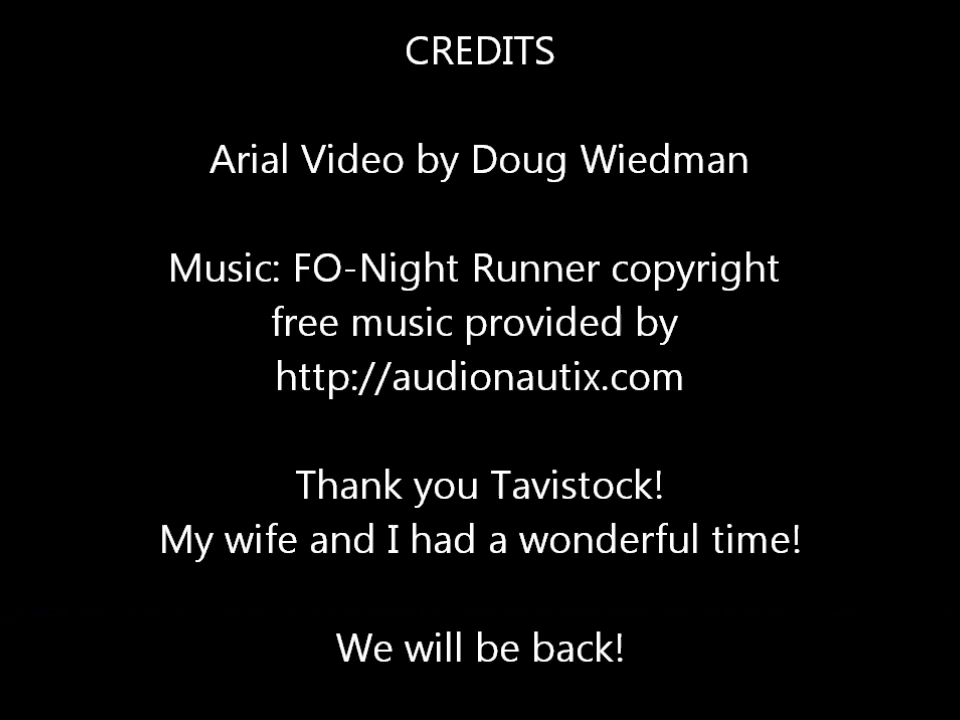 CREDITS
Arial Video by Doug Wiedman
Music: FO-Night Runner copyright
free music provided by
http://audionautix.com
Thank you Tavistock!
My wife and I had a wonderful time!
We will be back!